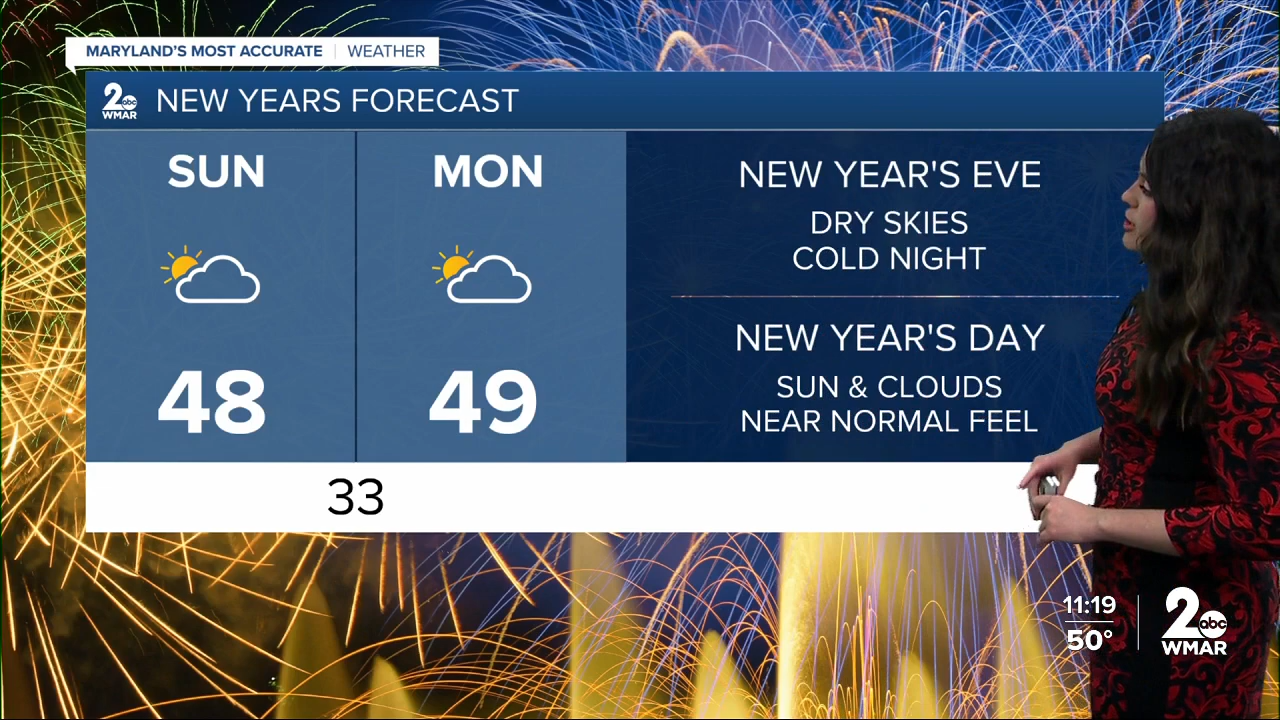 MARYLAND'S MOST ACCURATE | WEATHER
2 abc WMAR NEW YEARS FORECAST
SUN MON
48 49
NEW YEAR'S EVE
DRY SKIES
COLD NIGHT
NEW YEAR'S DAY
SUN & CLOUDS
NEAR NORMAL FEEL
33
11:19
50°
2 abc
WMAR